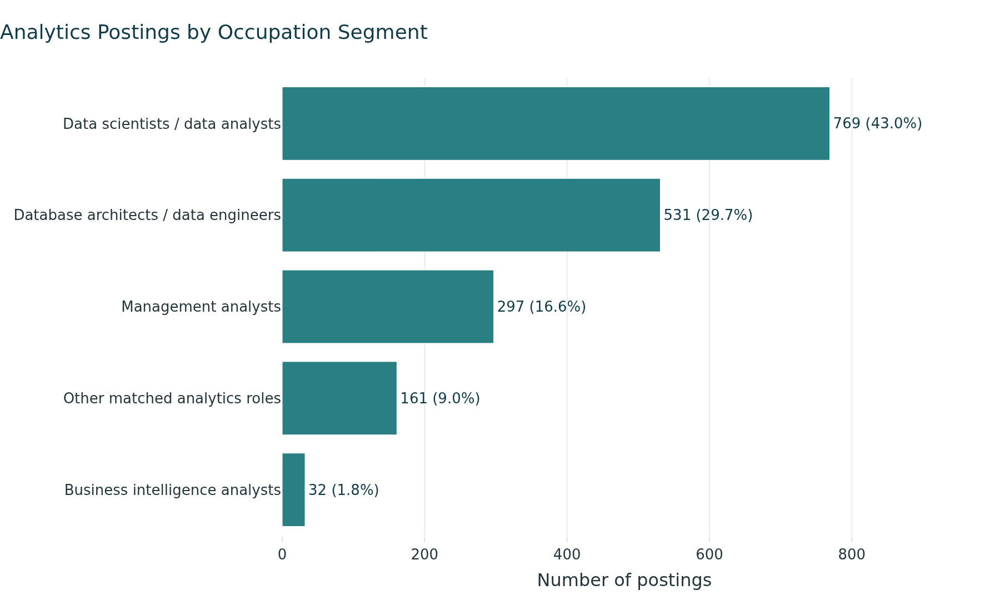 Analytics Postings by Occupation Segment
Data scientists / data analysts
769 (43.0%)
Database architects / data engineers
531 (29.7%)
Management analysts
297 (16.6%)
Other matched analytics roles
161 (9.0%)
Business intelligence analysts
32 (1.8%)
0 200 400 600 800
Number of postings